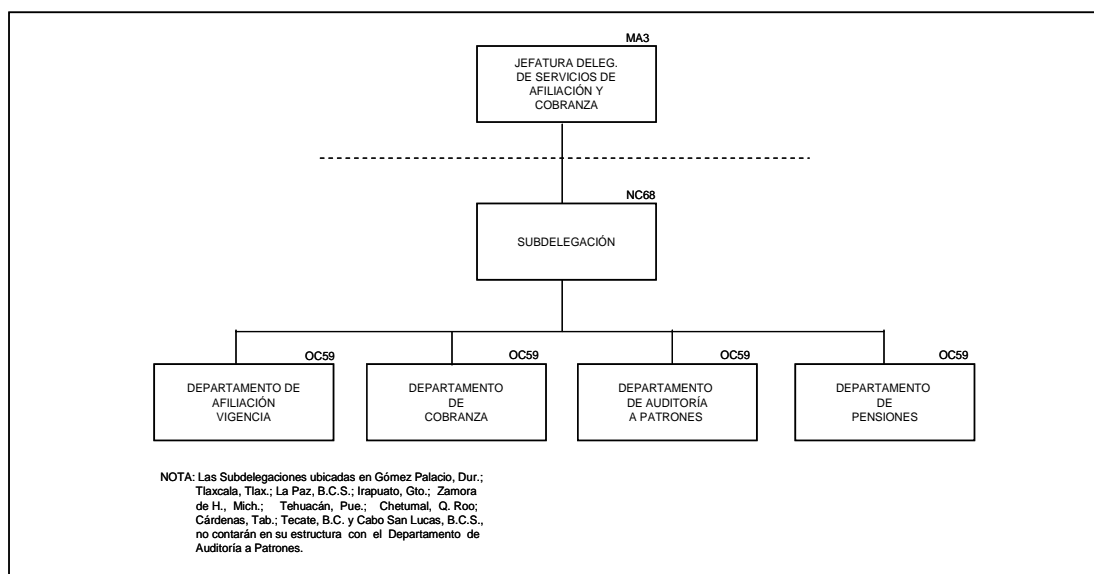 MA3
JEFATURA DELEG.
DE SERVICIOS DE
AFILIACIÓN Y
COBRANZA
NC68
SUBDELEGACIÓN
OC59
DEPARTAMENTO DE
AFILIACIÓN
VIGENCIA
OC59
DEPARTAMENTO
DE
COBRANZA
OC59
DEPARTAMENTO
DE AUDITORÍA
A PATRONES
OC59
DEPARTAMENTO
DE
PENSIONES
NOTA: Las Subdelegaciones ubicadas en Gómez Palacio, Dur.;
Tlaxcala, Tlax.; La Paz, B.C.S.; Irapuato, Gto.; Zamora
de H., Mich.; Tehuacán, Pue.; Chetumal, Q. Roo;
Cárdenas, Tab.; Tecate, B.C. y Cabo San Lucas, B.C.S.,
no contarán en su estructura con el Departamento de
Auditoría a Patrones.